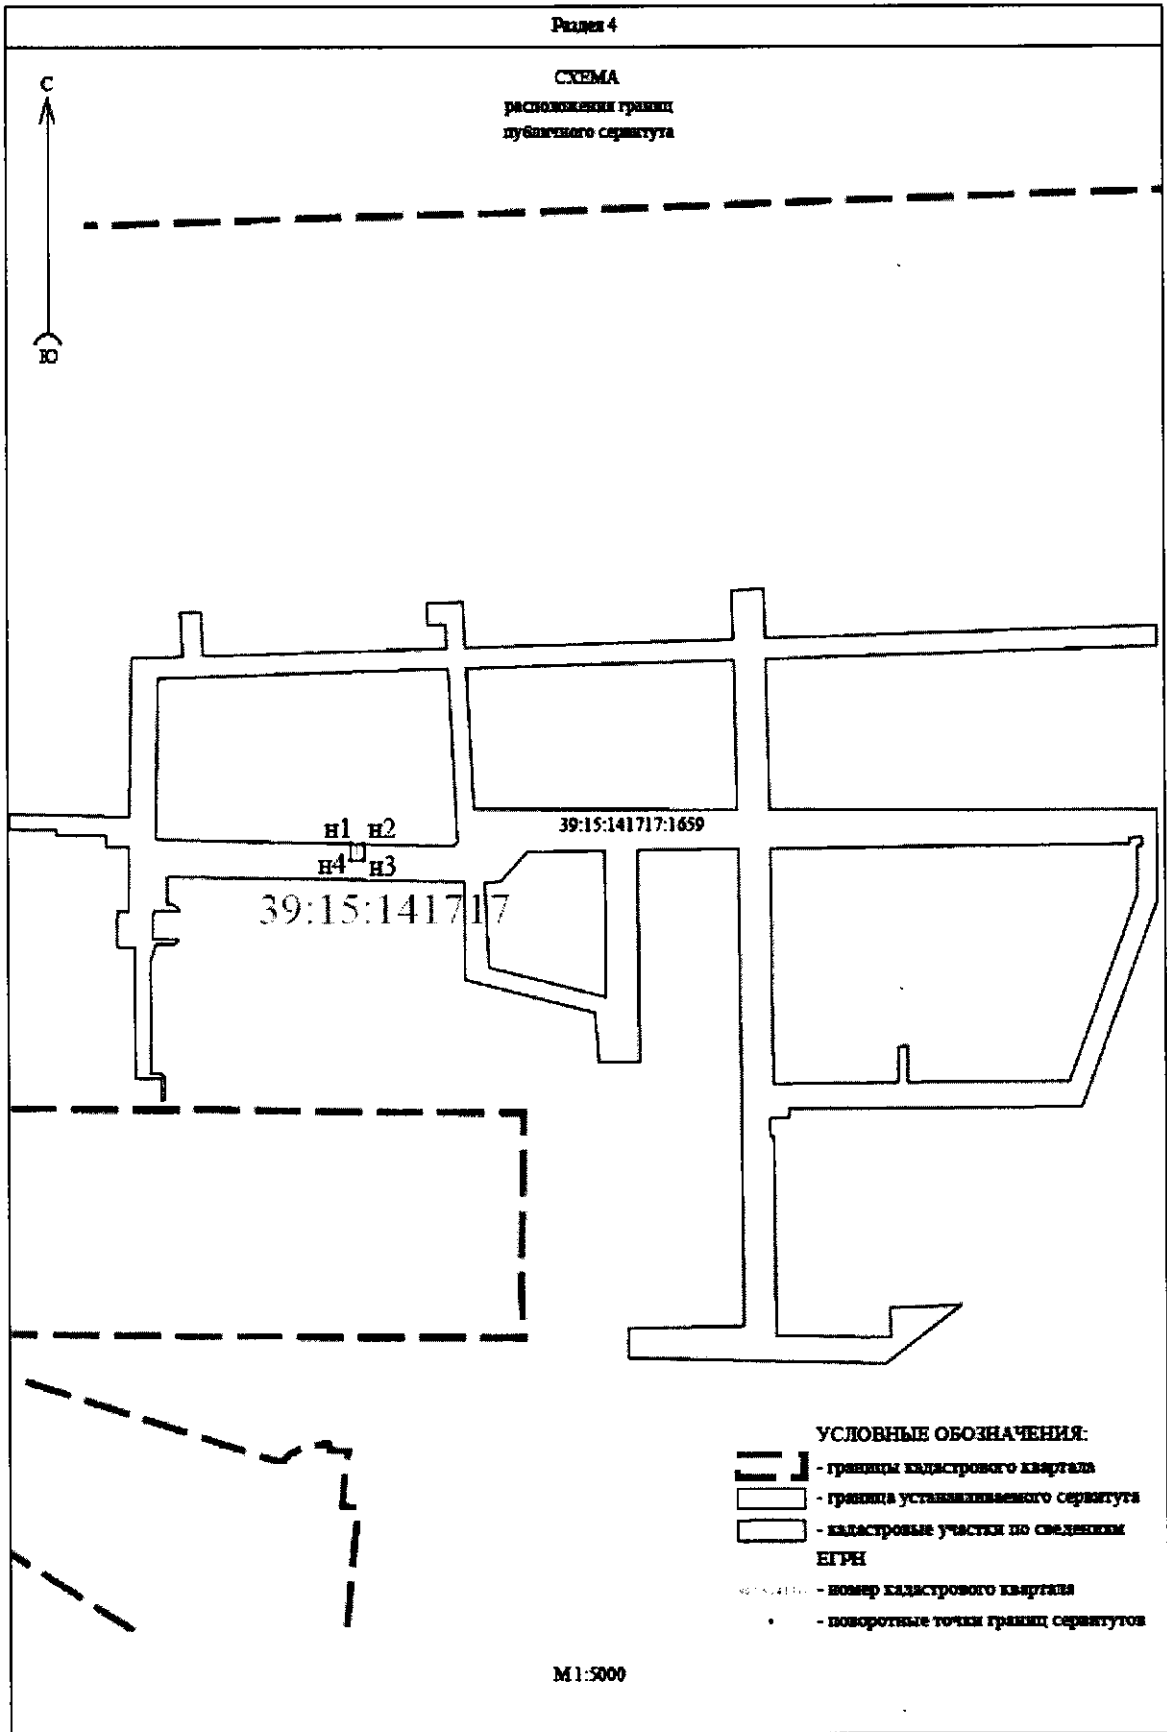 Раздел 4
СХЕМА
расположения границ
публичного сервитута
С
Ю
39:15:141717:1659
н1 н2
н4 н3
39:15:141717
УСЛОВНЫЕ ОБОЗНАЧЕНИЯ:
- границы кадастрового квартала
- граница устанавливаемого сервитута
- кадастровые участки по сведениям
ЕГРН
- номер кадастрового квартала
- поворотные точки границ сервитутов
М 1:5000